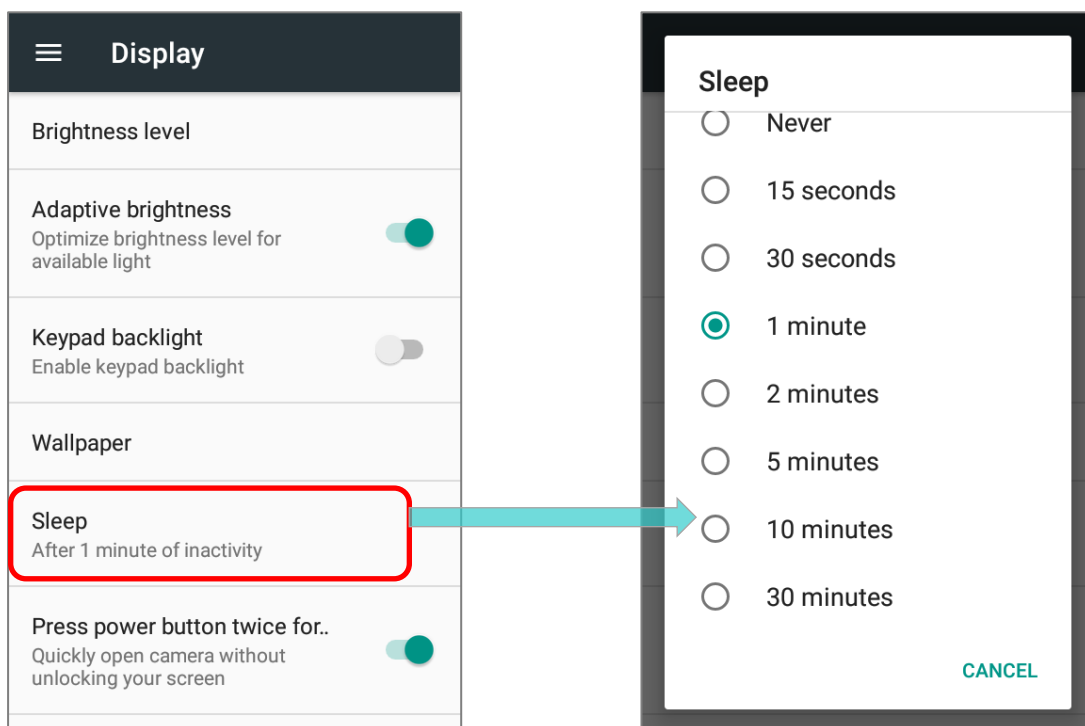 Display
Brightness level
Adaptive brightness
Optimize brightness level for
available light
Keypad backlight
Enable keypad backlight
Wallpaper
Sleep
After 1 minute of inactivity
Press power button twice for..
Quickly open camera without
unlocking your screen
Sleep
Never
15 seconds
30 seconds
1 minute
2 minutes
5 minutes
10 minutes
30 minutes
CANCEL